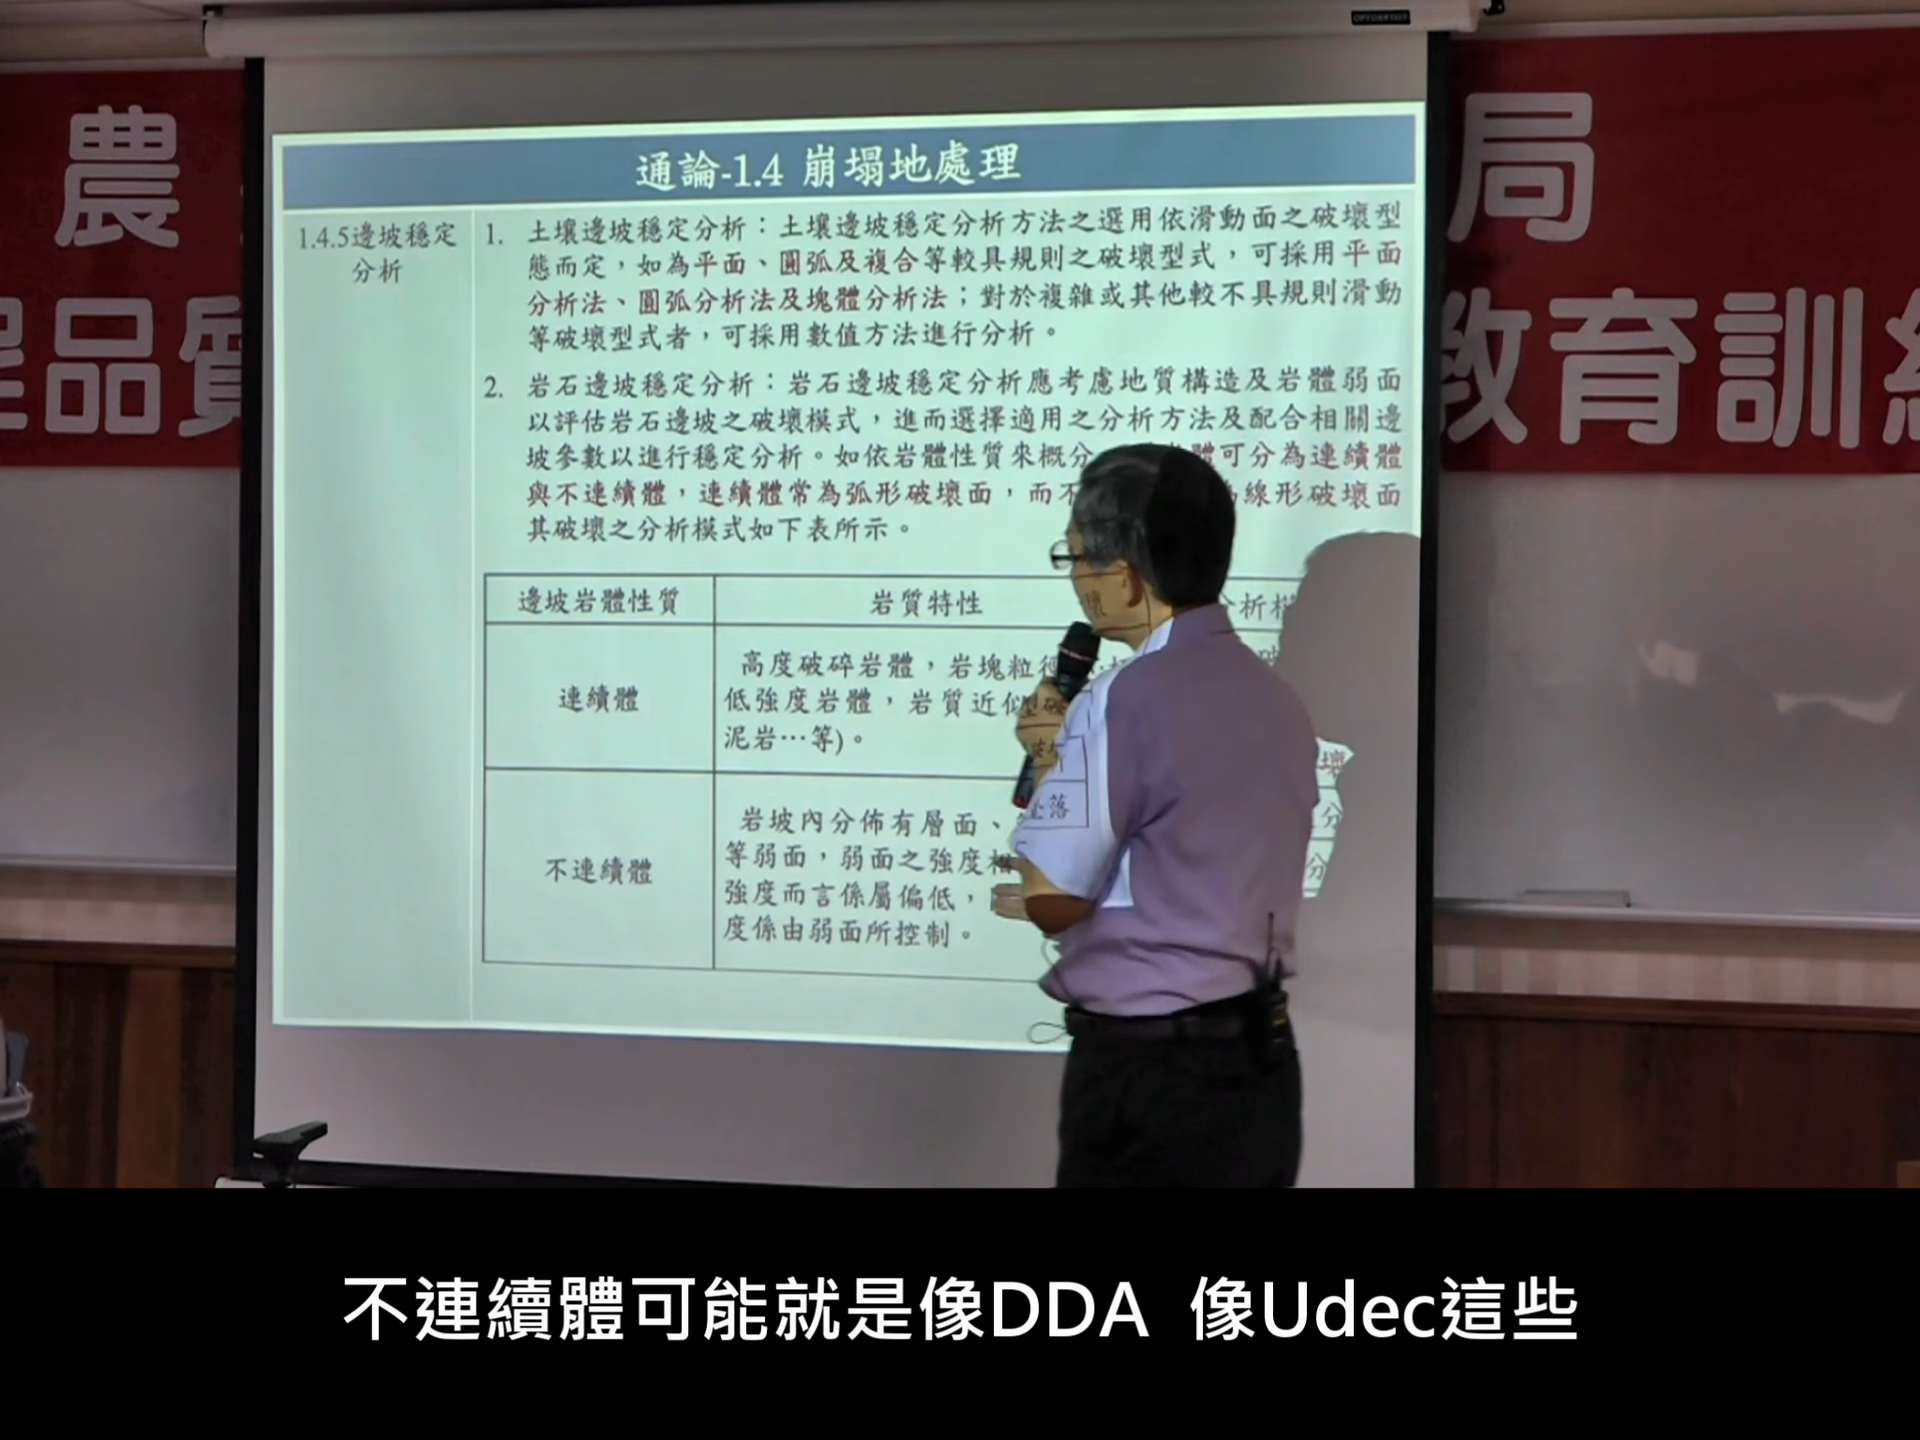 農
局
品質
教育訓
通論-1.4 崩塌地處理
1.4.5邊坡穩定
分析
1. 土壤邊坡穩定分析：土壤邊坡穩定分析方法之選用依滑動面之破壞型
態而定，如為平面、圓弧及複合等較具規則之破壞型式，可採用平面
分析法、圓弧分析法及塊體分析法；對於複雜或其他較不具規則滑動
等破壞型式者，可採用數值方法進行分析。
2. 岩石邊坡穩定分析：岩石邊坡穩定分析應考慮地質構造及岩體弱面
以評估岩石邊坡之破壞模式，進而選擇適用之分析方法及配合相關邊
坡參數以進行穩定分析。如依岩體性質來概分 體可分為連續體
與不連續體，連續體常為弧形破壞面，而不 為線形破壞面
其破壞之分析模式如下表所示。
邊坡岩體性質 岩質特性 分析
連續體
高度破碎岩體，岩塊粒徑
低強度岩體，岩質近似
泥岩…等)。
不連續體
岩坡內分佈有層面、
等弱面，弱面之強度相
強度而言係屬偏低，
度係由弱面所控制。
壞
落
壞
分
分
不連續體可能就是像DDA 像Udec這些